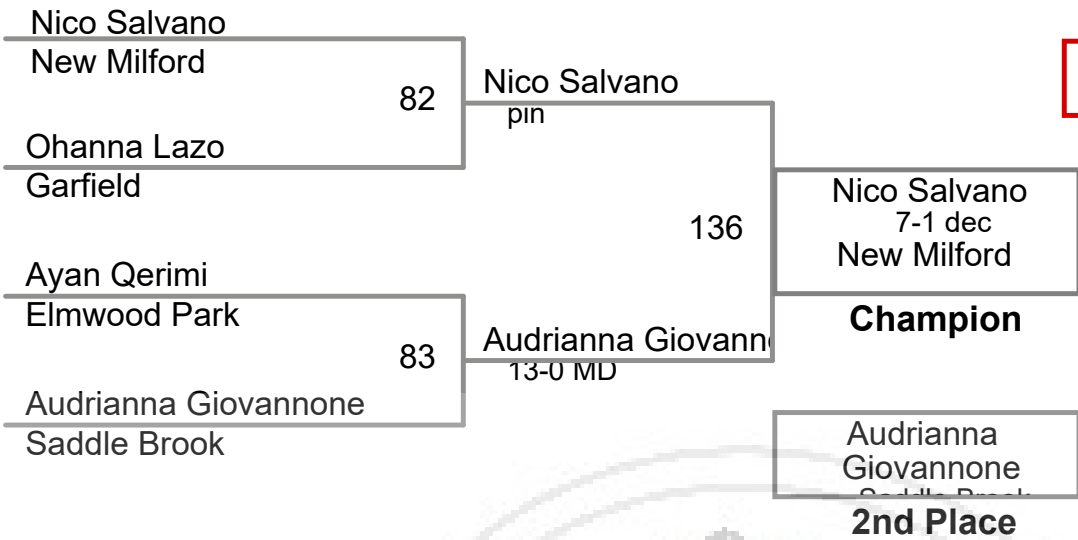 Nico Salvano
New Milford
82
Ohanna Lazo
Garfield
Ayan Qerimi
Elmwood Park
83
Audrianna Giovannone
Saddle Brook
Nico Salvano
pin
136
Audrianna Giovann
13-0 MD
Nico Salvano
7-1 dec
New Milford
Champion
Audrianna
Giovannone
Saddle Brook
2nd Place